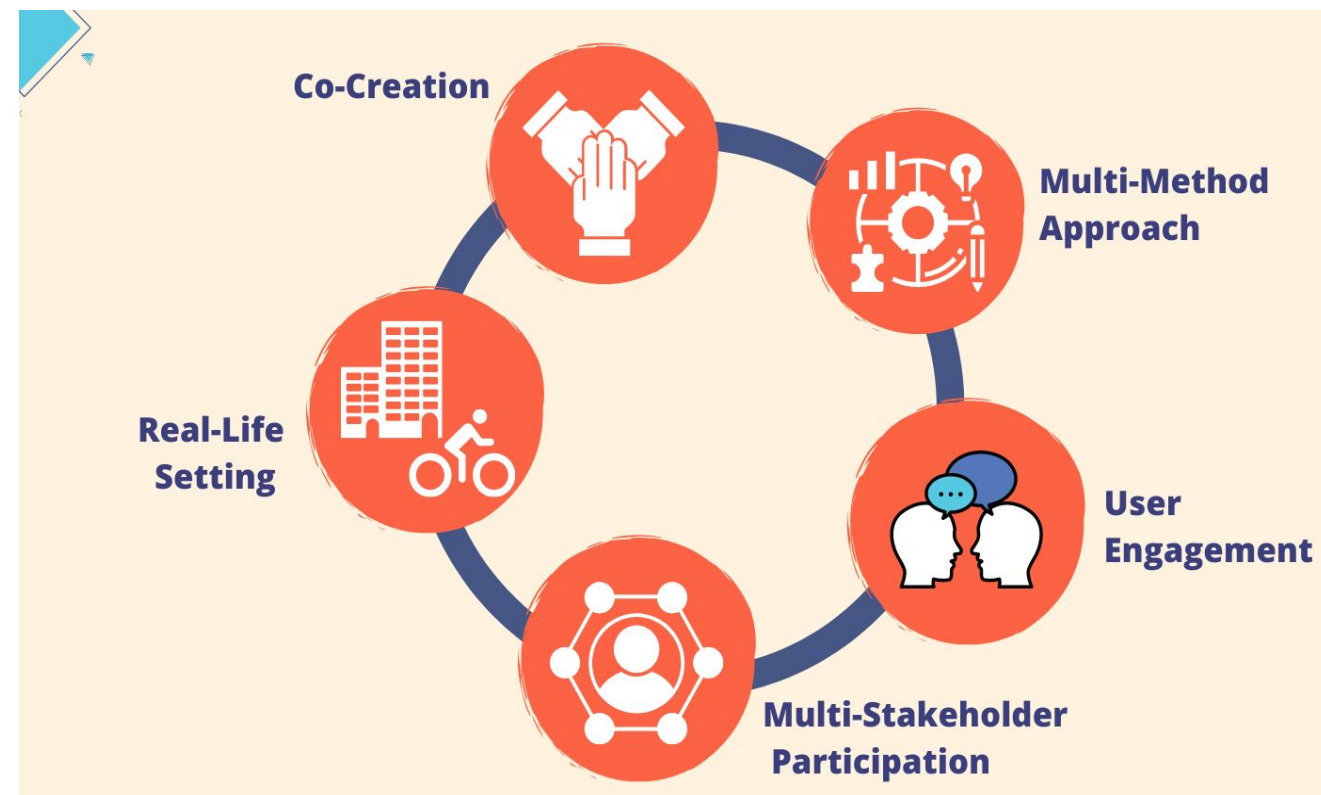 Co-Creation
Multi-Method
Approach
User
Engagement
Multi-Stakeholder
Participation
Real-Life
Setting